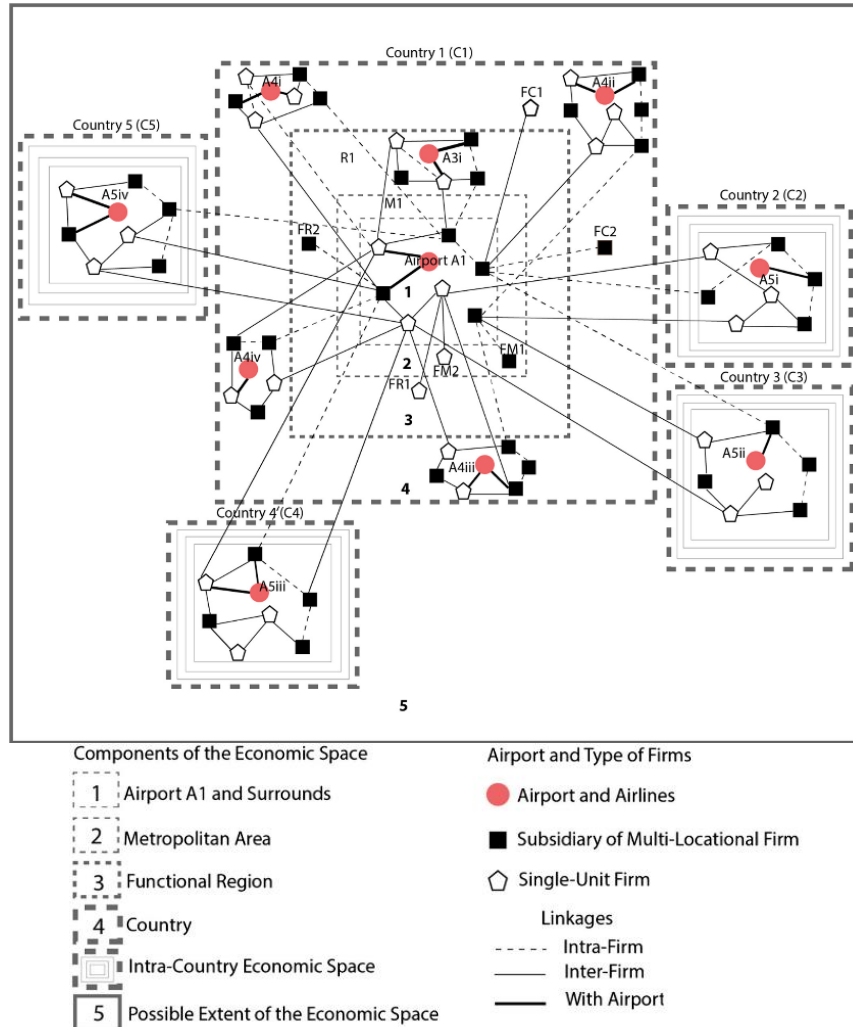 Country 1 (C1)
A4i
A4ii
FC1
Country 5 (C5)
R1
A3i
M1
A5iv
Country 2 (C2)
FR2
FC2
Airport A1
A5i
1
FM1
A4iv
2
FM2
FR1
Country 3 (C3)
3
A5ii
A4iii
4
Country 4 (C4)
A5iii
5
Components of the Economic Space
1 Airport A1 and Surrounds
2 Metropolitan Area
3 Functional Region
4 Country
Intra-Country Economic Space
5 Possible Extent of the Economic Space
Airport and Type of Firms
Airport and Airlines
Subsidiary of Multi-Locational Firm
Single-Unit Firm
Linkages
Intra-Firm
Inter-Firm
With Airport